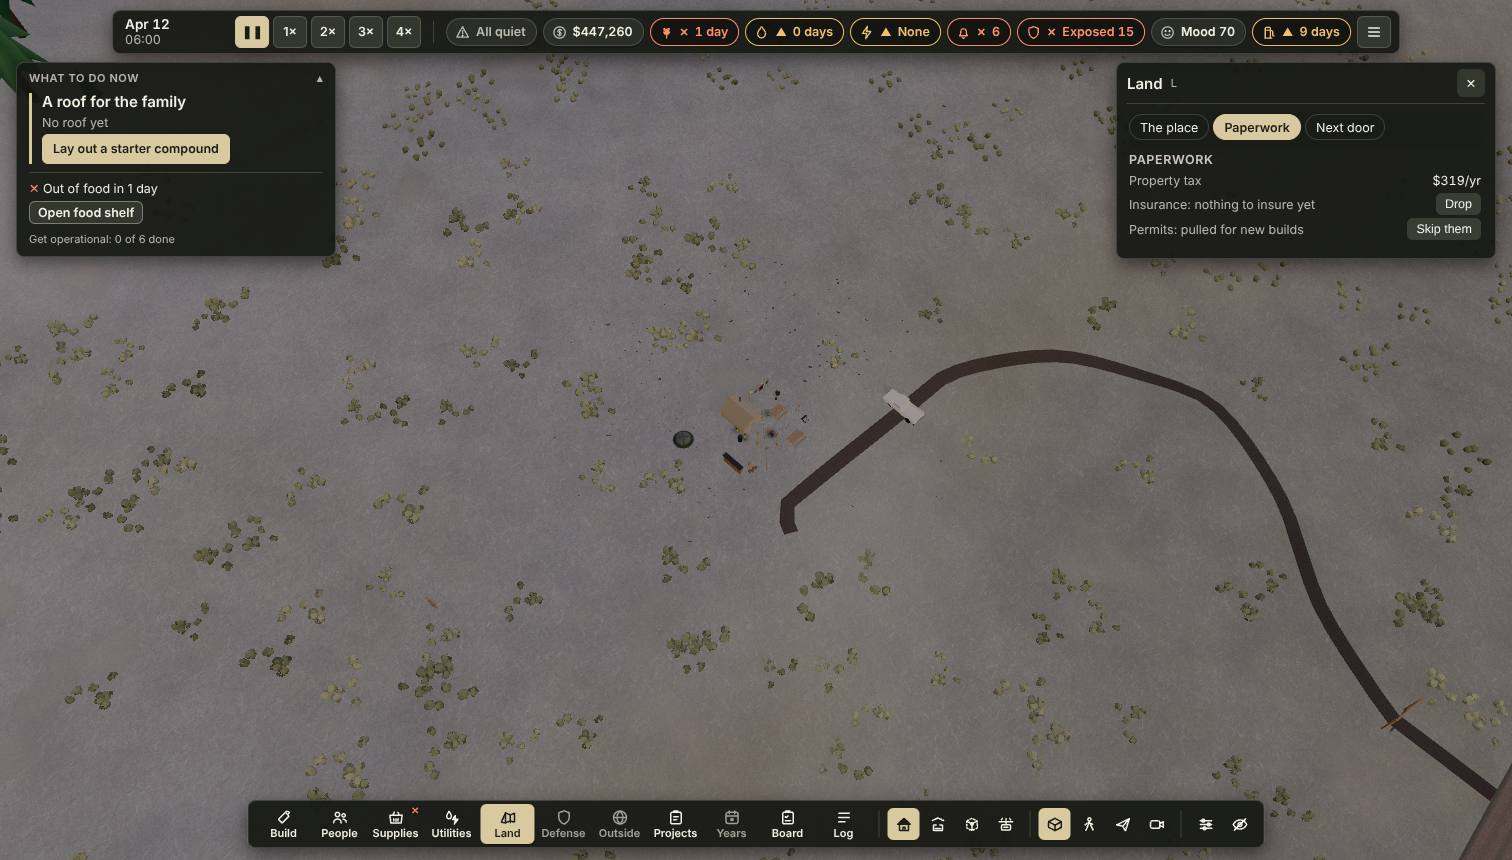 Apr 12
06:00
1×
2×
3×
4×
All quiet
$447,260
× 1 day
▲ 0 days
▲ None
× 6
× Exposed 15
Mood 70
▲ 9 days
WHAT TO DO NOW
A roof for the family
No roof yet
Lay out a starter compound
× Out of food in 1 day
Open food shelf
Get operational: 0 of 6 done
Land L
The place
Paperwork
Next door
PAPERWORK
Property tax $319/yr
Insurance: nothing to insure yet Drop
Permits: pulled for new builds Skip them
Build
People
Supplies
Utilities
Land
Defense
Outside
Projects
Years
Board
Log